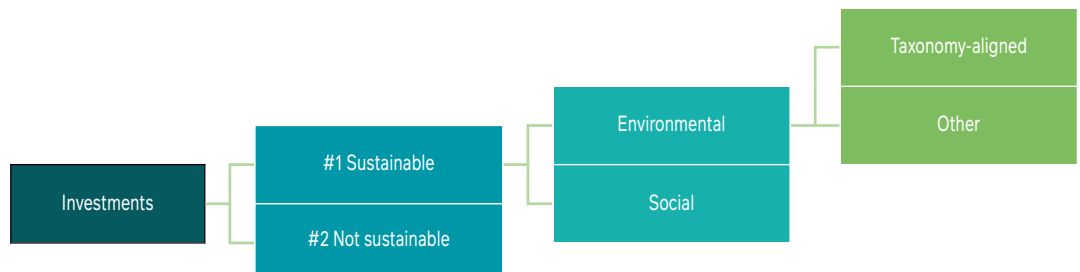 Investments
#1 Sustainable
#2 Not sustainable
Environmental
Social
Taxonomy-aligned
Other